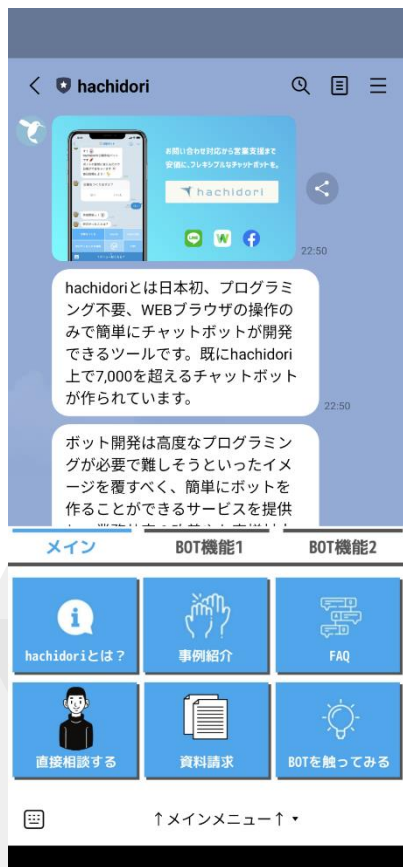 hachidori
お問い合わせ対応から営業支援まで
安価に、フレキシブルなチャットボットを。
hachidori
22:50
hachidoriとは日本初、プログラミ
ング不要、WEBブラウザの操作の
みで簡単にチャットボットが開発
できるツールです。既にhachidori
上で7,000を超えるチャットボット
が作られています。
22:50
ボット開発は高度なプログラミン
グが必要で難しそうといったイメ
ージを覆すべく、簡単にボットを
作ることができるサービスを提供
メイン
BOT機能1
BOT機能2
hachidoriとは？
事例紹介
FAQ
直接相談する
資料請求
BOTを触ってみる
↑メインメニュー↑ ▾